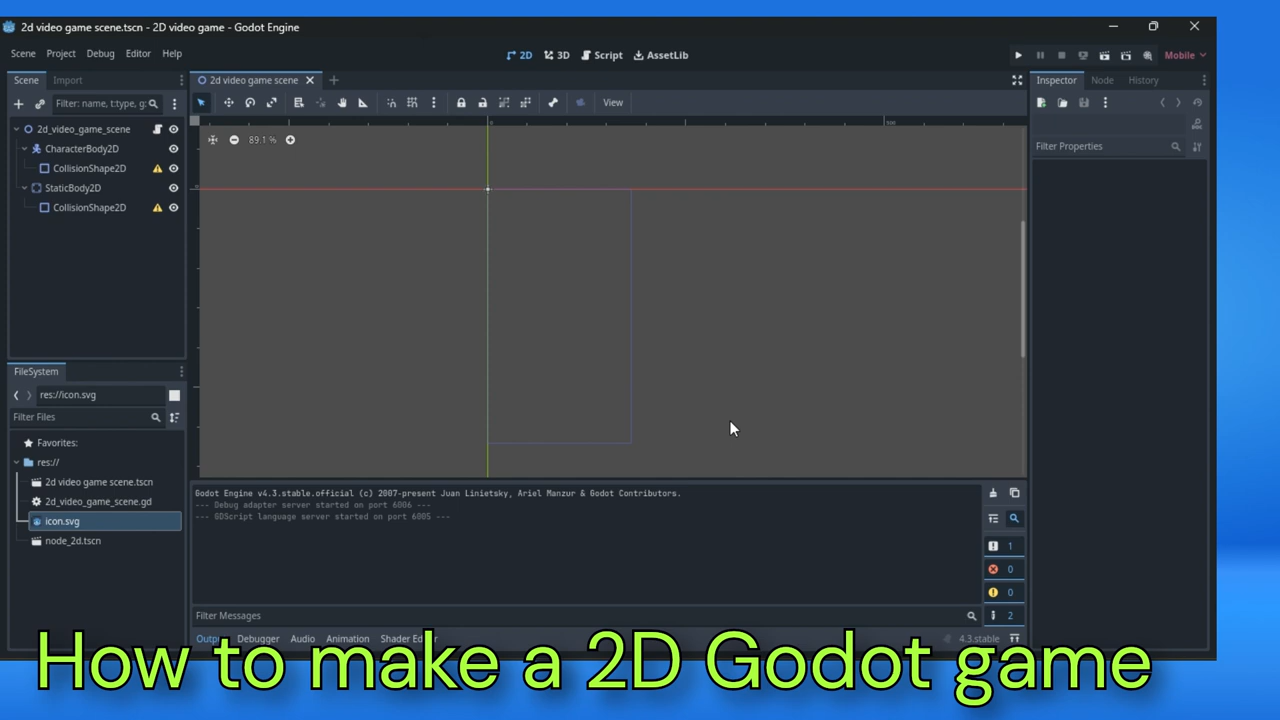 2d video game scene.tscn - 2D video game - Godot Engine
Scene Project Debug Editor Help
2D 3D Script AssetLib
Mobile
Scene Import
2d video game scene
Inspector Node History
Filter: name, t:type, g:
View
2d_video_game_scene
CharacterBody2D
CollisionShape2D
StaticBody2D
CollisionShape2D
89.1 %
0
500
Filter Properties
FileSystem
res://icon.svg
Filter Files
Favorites:
res://
2d video game scene.tscn
2d_video_game_scene.gd
icon.svg
node_2d.tscn
Godot Engine v4.3.stable.official (c) 2007-present Juan Linietsky, Ariel Manzur & Godot Contributors.
--- Debug adapter server started on port 6006 ---
--- GDScript language server started on port 6005 ---
1
0
0
2
Filter Messages
Output Debugger Audio Animation Shader Editor
4.3.stable
How to make a 2D Godot game